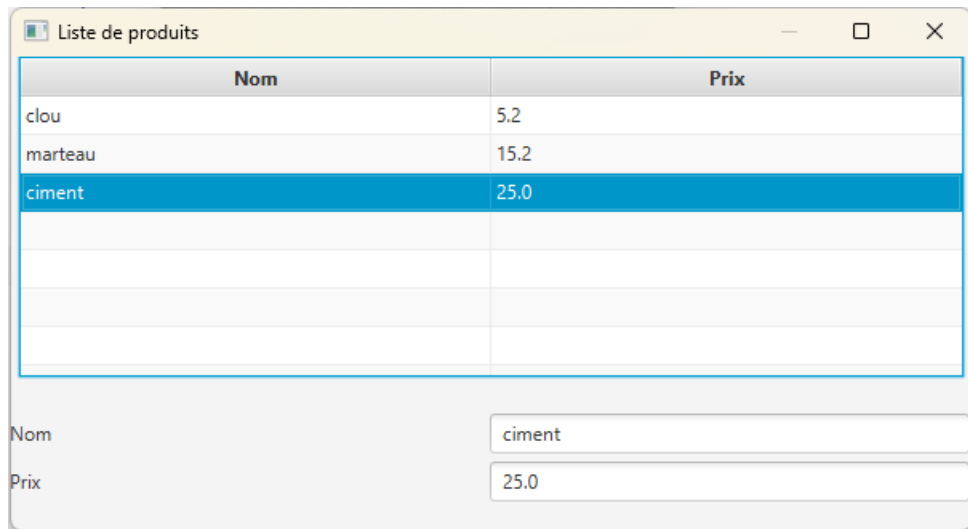 Liste de produits
Nom Prix
clou 5.2
marteau 15.2
ciment 25.0
Nom ciment
Prix 25.0